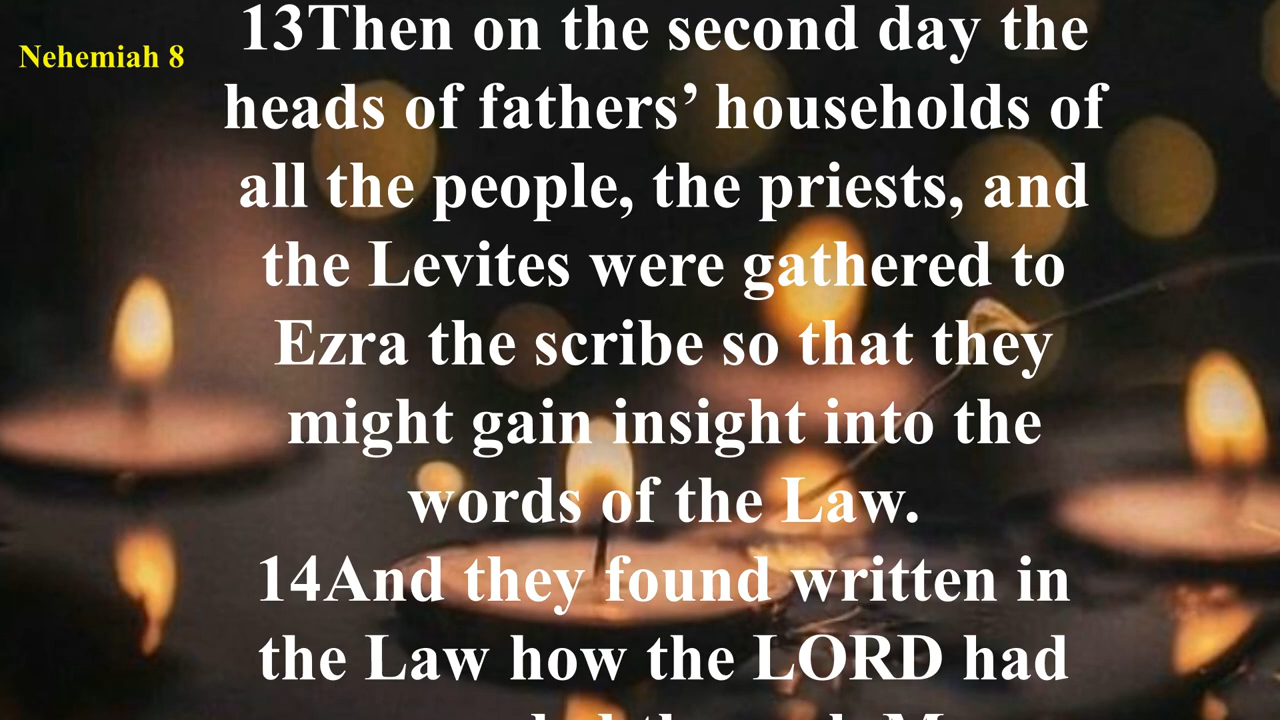 Nehemiah 8
13Then on the second day the
heads of fathers’ households of
all the people, the priests, and
the Levites were gathered to
Ezra the scribe so that they
might gain insight into the
words of the Law.
14And they found written in
the Law how the LORD had